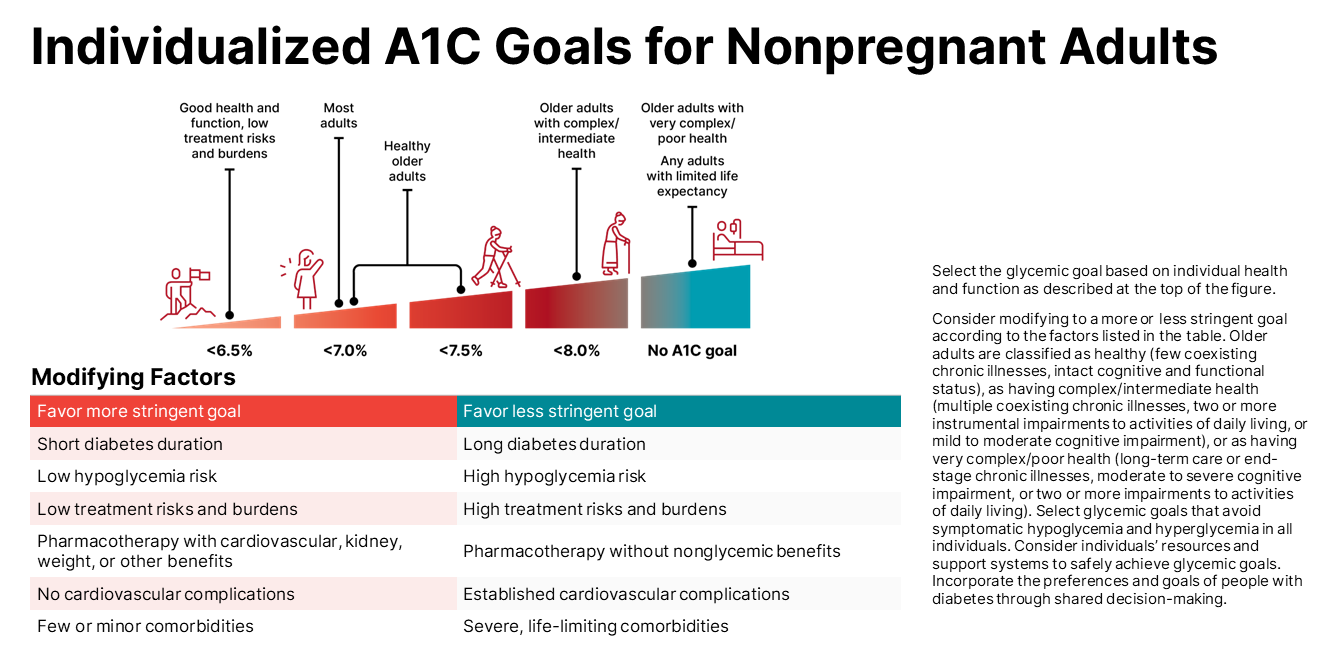 Individualized A1C Goals for Nonpregnant Adults
Good health and
function, low
treatment risks
and burdens
Most
adults
Healthy
older
adults
Older adults
with complex/
intermediate
health
Older adults with
very complex/
poor health
Any adults
with limited life
expectancy
<6.5%
<7.0%
<7.5%
<8.0%
No A1C goal
Modifying Factors
Favor more stringent goal
Favor less stringent goal
Short diabetes duration
Long diabetes duration
Low hypoglycemia risk
High hypoglycemia risk
Low treatment risks and burdens
High treatment risks and burdens
Pharmacotherapy with cardiovascular, kidney,
weight, or other benefits
Pharmacotherapy without nonglycemic benefits
No cardiovascular complications
Established cardiovascular complications
Few or minor comorbidities
Severe, life-limiting comorbidities
Select the glycemic goal based on individual health
and function as described at the top of the figure.
Consider modifying to a more or less stringent goal
according to the factors listed in the table. Older
adults are classified as healthy (few coexisting
chronic illnesses, intact cognitive and functional
status), as having complex/intermediate health
(multiple coexisting chronic illnesses, two or more
instrumental impairments to activities of daily living, or
mild to moderate cognitive impairment), or as having
very complex/poor health (long-term care or end-
stage chronic illnesses, moderate to severe cognitive
impairment, or two or more impairments to activities
of daily living). Select glycemic goals that avoid
symptomatic hypoglycemia and hyperglycemia in all
individuals. Consider individuals' resources and
support systems to safely achieve glycemic goals.
Incorporate the preferences and goals of people with
diabetes through shared decision-making.